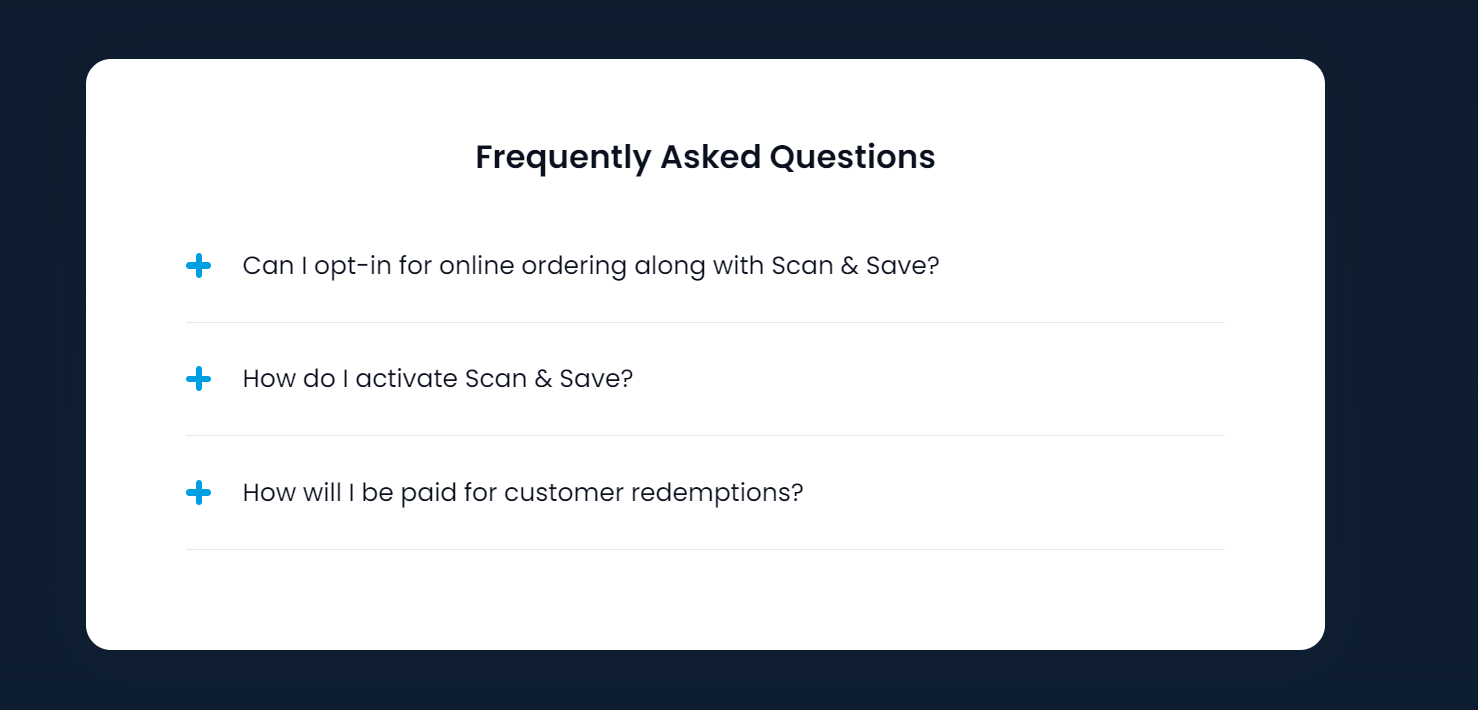 Frequently Asked Questions
Can I opt-in for online ordering along with Scan & Save?
How do I activate Scan & Save?
How will I be paid for customer redemptions?